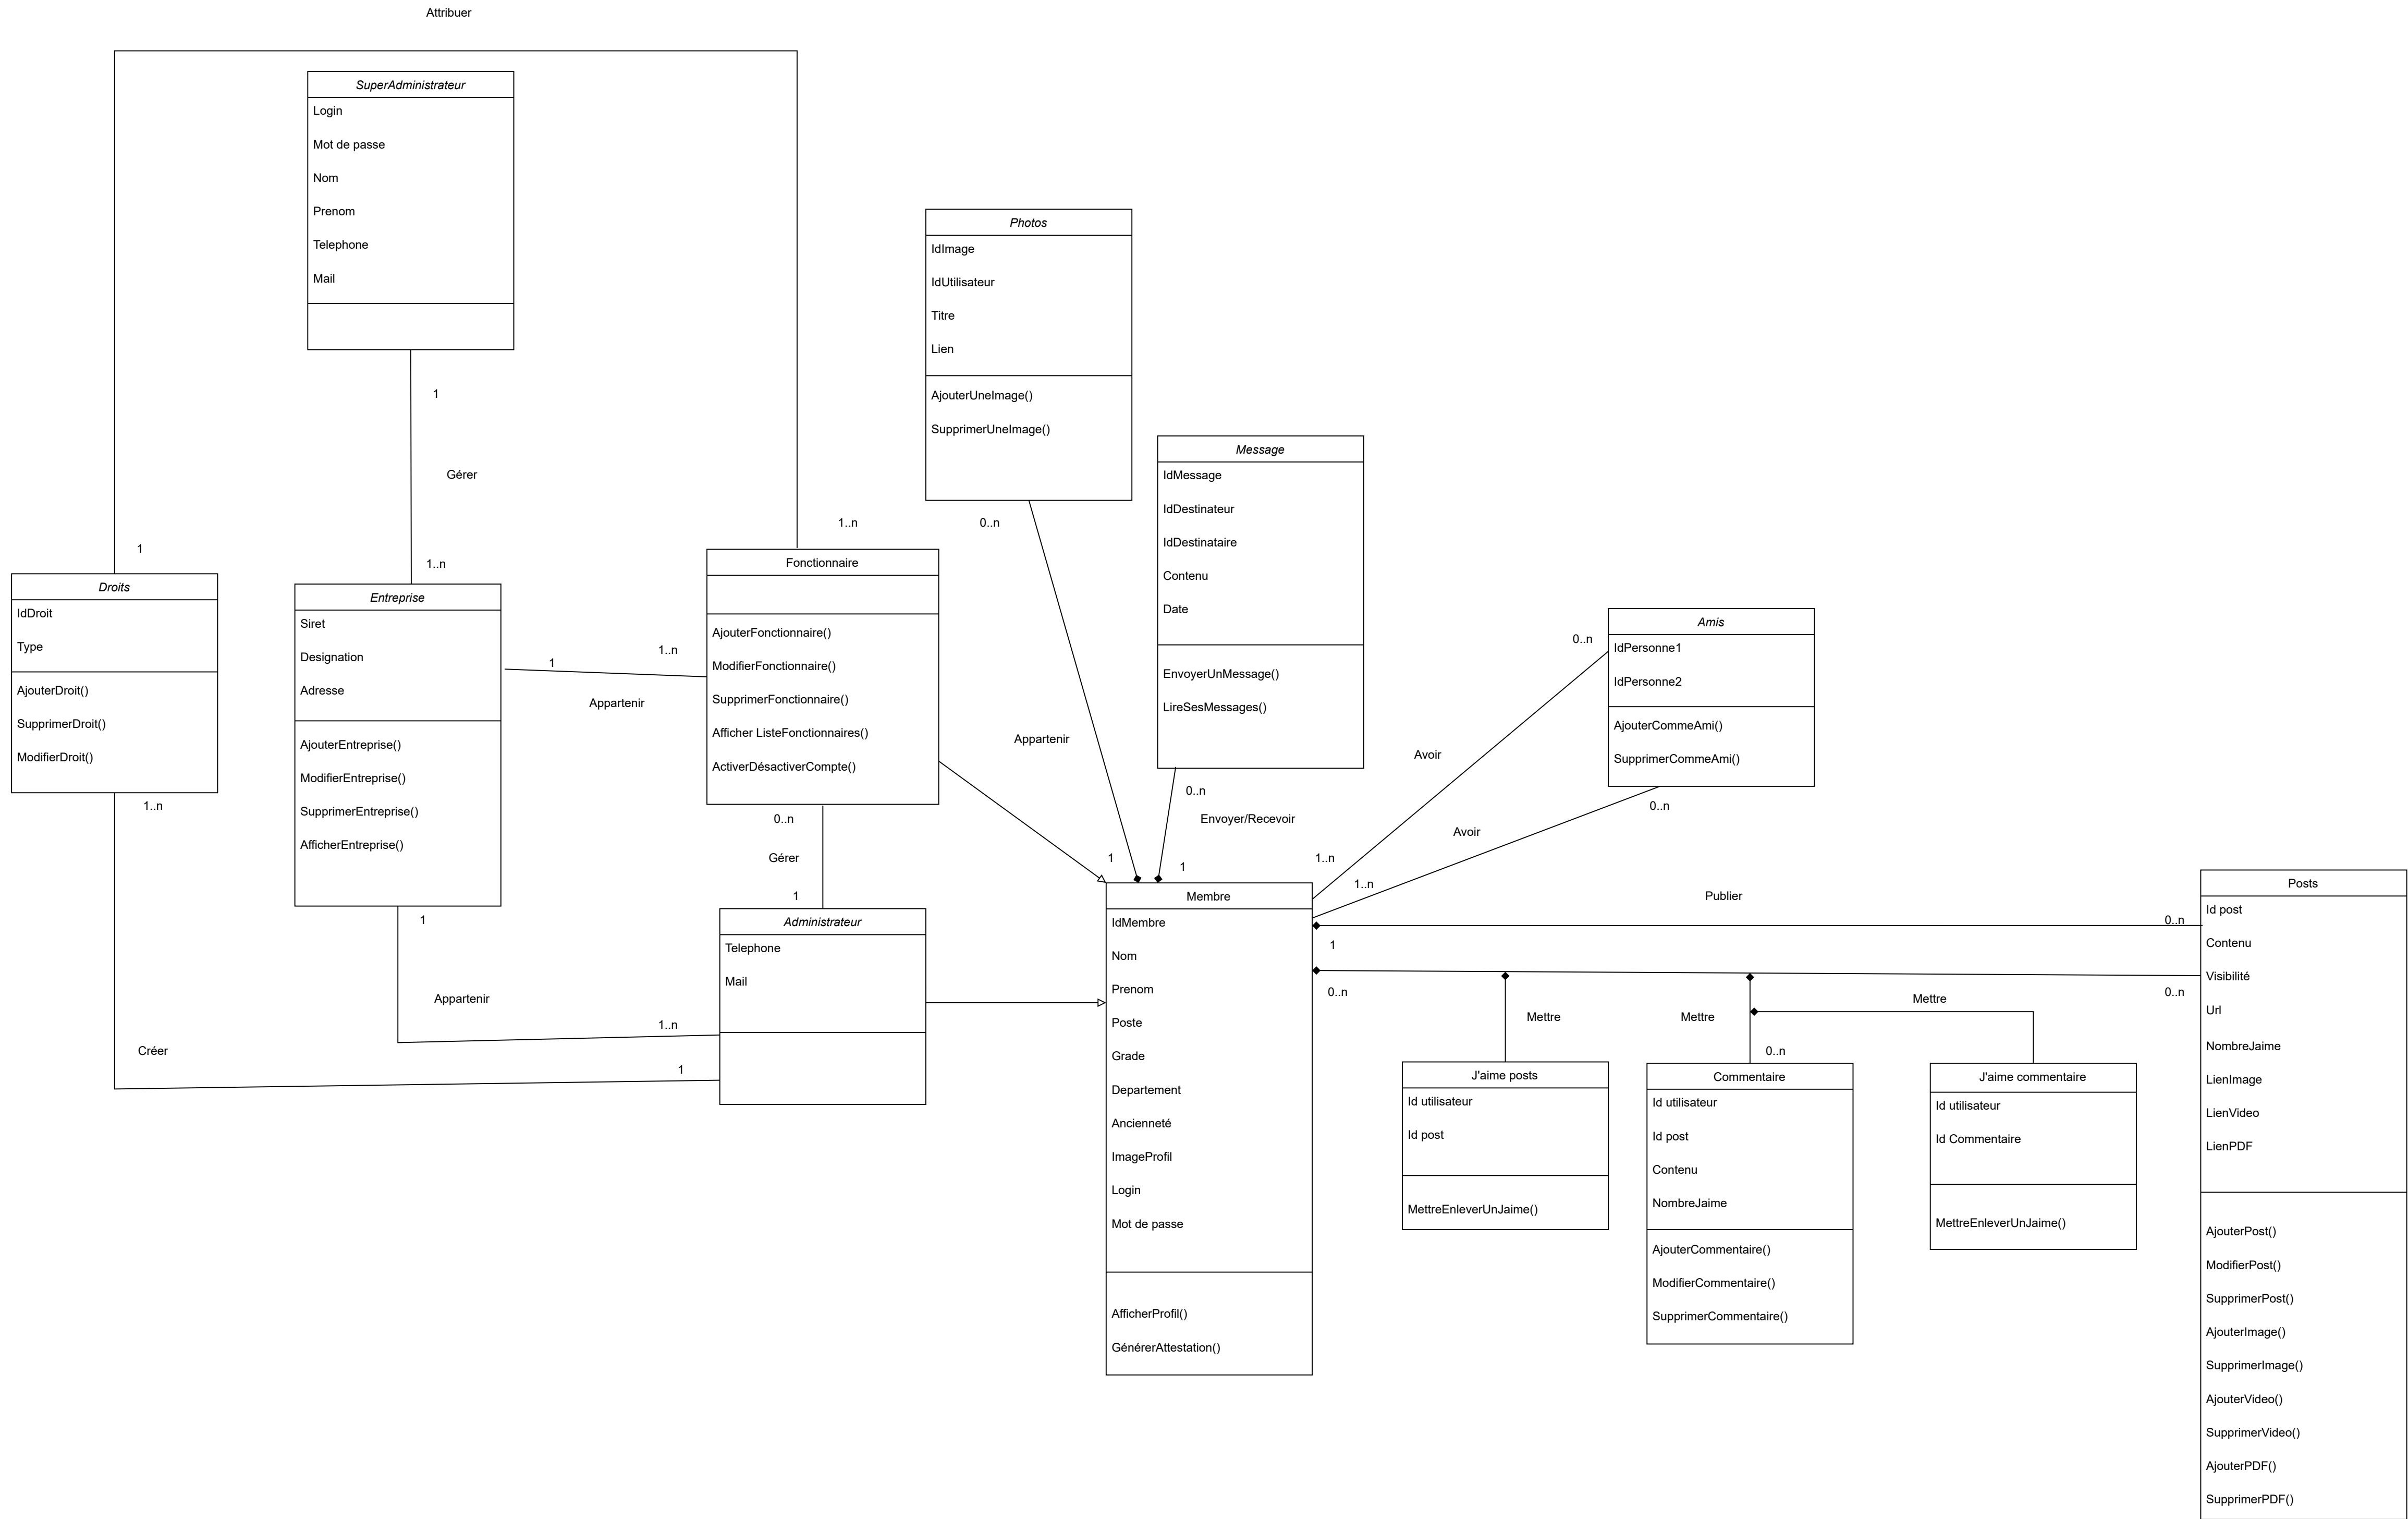 Attribuer
SuperAdministrateur
Login
Mot de passe
Nom
Prenom
Telephone
Mail
1
Gérer
1..n
1
Droits
IdDroit
Type
AjouterDroit()
SupprimerDroit()
ModifierDroit()
1..n
Créer
1
Entreprise
Siret
Designation
Adresse
AjouterEntreprise()
ModifierEntreprise()
SupprimerEntreprise()
AfficherEntreprise()
1
Appartenir
1..n
1
Appartenir
1..n
1..n
Fonctionnaire
AjouterFonctionnaire()
ModifierFonctionnaire()
SupprimerFonctionnaire()
Afficher ListeFonctionnaires()
ActiverDésactiverCompte()
0..n
Gérer
1
Administrateur
Telephone
Mail
Photos
IdImage
IdUtilisateur
Titre
Lien
AjouterUneImage()
SupprimerUneImage()
0..n
Appartenir
1
Message
IdMessage
IdDestinateur
IdDestinataire
Contenu
Date
EnvoyerUnMessage()
LireSesMessages()
0..n
Envoyer/Recevoir
1
Amis
IdPersonne1
IdPersonne2
AjouterCommeAmi()
SupprimerCommeAmi()
0..n
Avoir
1..n
0..n
Avoir
1..n
Membre
IdMembre
Nom
Prenom
Poste
Grade
Departement
Ancienneté
ImageProfil
Login
Mot de passe
AfficherProfil()
GénérerAttestation()
Publier
1
0..n
0..n
0..n
Mettre
Mettre
Mettre
0..n
J'aime posts
Id utilisateur
Id post
MettreEnleverUnJaime()
Commentaire
Id utilisateur
Id post
Contenu
NombreJaime
AjouterCommentaire()
ModifierCommentaire()
SupprimerCommentaire()
J'aime commentaire
Id utilisateur
Id Commentaire
MettreEnleverUnJaime()
Posts
Id post
Contenu
Visibilité
Url
NombreJaime
LienImage
LienVideo
LienPDF
AjouterPost()
ModifierPost()
SupprimerPost()
AjouterImage()
SupprimerImage()
AjouterVideo()
SupprimerVideo()
AjouterPDF()
SupprimerPDF()